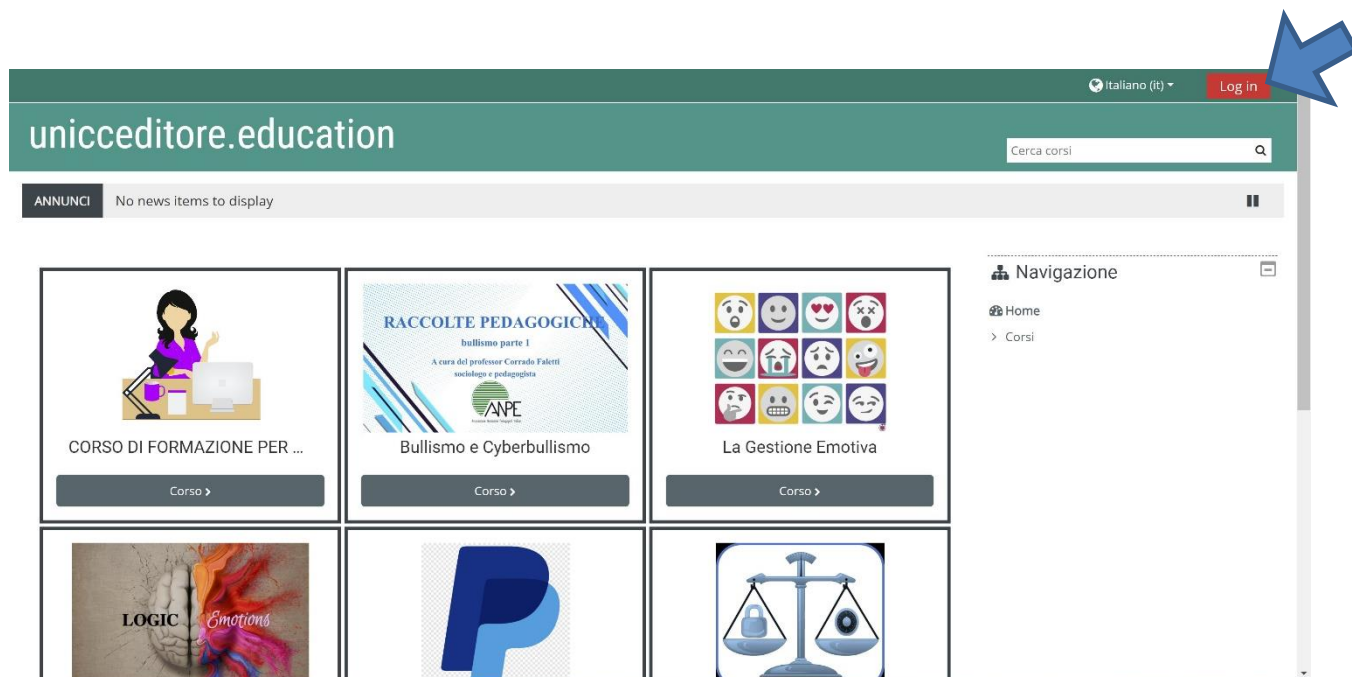 Italiano (it)
Log in
unicceditore.education
Cerca corsi
ANNUNCI No news items to display
Navigazione
Home
Corsi
RACCOLTE PEDAGOGICHE
bullismo parte 1
A cura del professor Corrado Faletti
sociologo e pedagogista
ANPE
CORSO DI FORMAZIONE PER ...
Bullismo e Cyberbullismo
La Gestione Emotiva
Corso
Corso
Corso
LOGIC Emotions